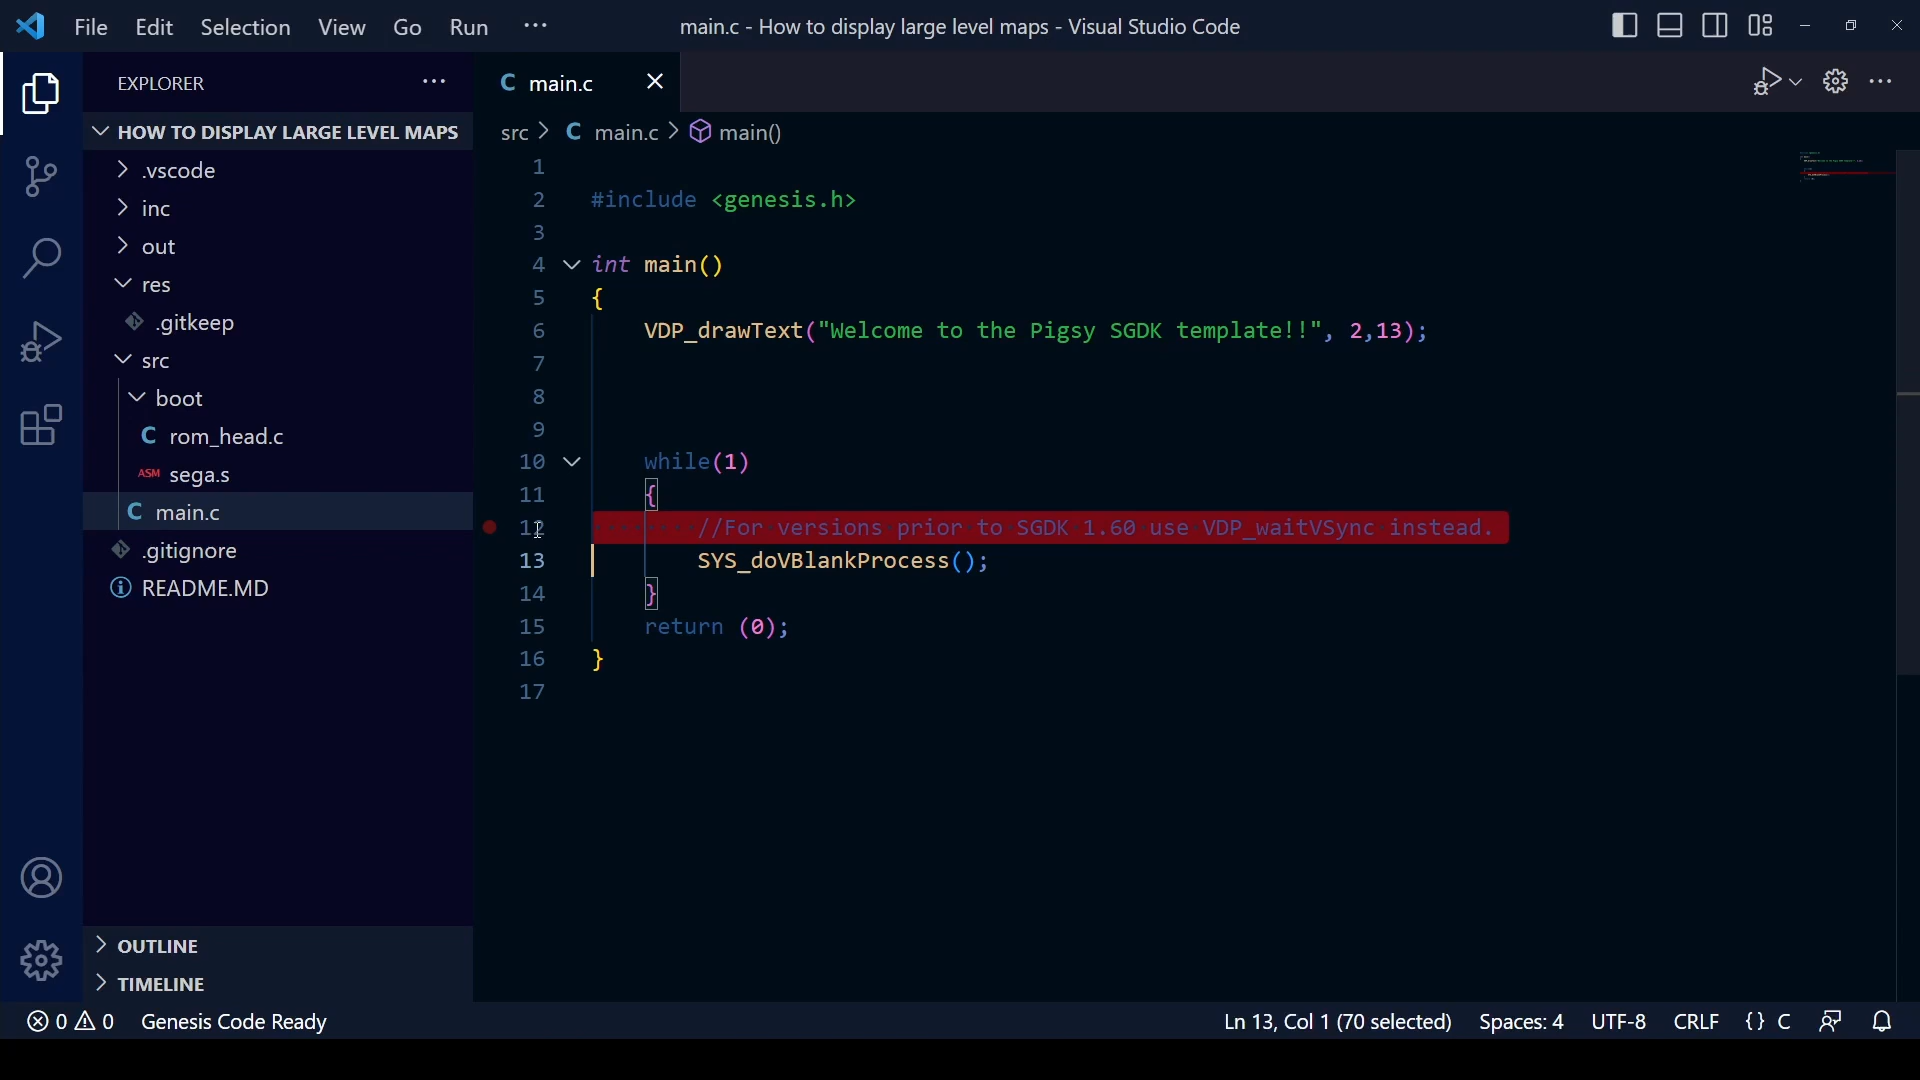 File Edit Selection View Go Run ··· main.c - How to display large level maps - Visual Studio Code
EXPLORER ···
HOW TO DISPLAY LARGE LEVEL MAPS
.vscode
inc
out
res
.gitkeep
src
boot
C rom_head.c
ASM sega.s
C main.c
.gitignore
README.MD
OUTLINE
TIMELINE
C main.c
src > C main.c > main()
1
2 #include <genesis.h>
3
4 int main()
5 {
6 VDP_drawText("Welcome to the Pigsy SGDK template!!", 2,13);
7
8
9
10 while(1)
11 {
12 //For versions prior to SGDK 1.60 use VDP_waitVSync instead.
13 SYS_doVBlankProcess();
14 }
15 return (0);
16 }
17
0 0 Genesis Code Ready Ln 13, Col 1 (70 selected) Spaces: 4 UTF-8 CRLF {} C